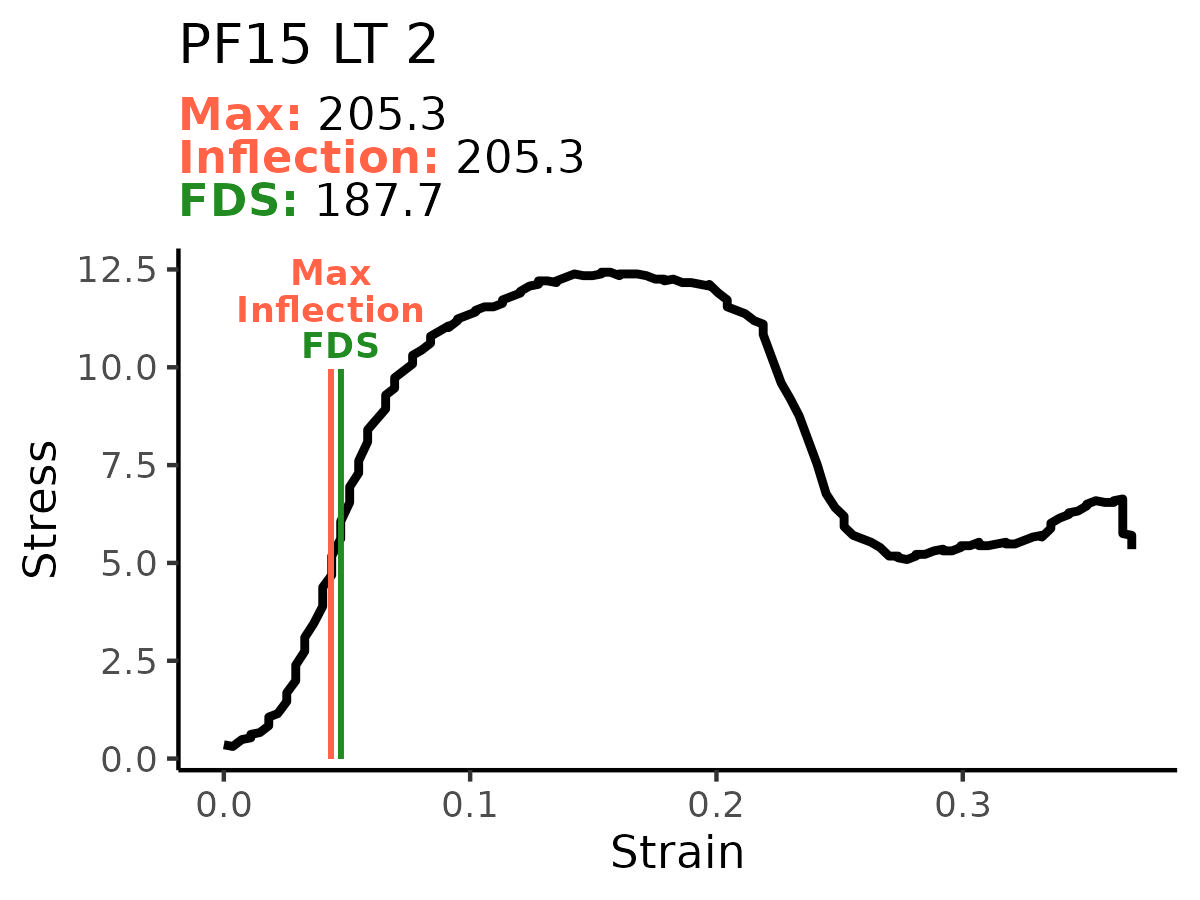 PF15 LT 2
Max: 205.3
Inflection: 205.3
FDS: 187.7
Max
Inflection
FDS
12.5
10.0
7.5
5.0
2.5
0.0
Stress
0.0 0.1 0.2 0.3
Strain